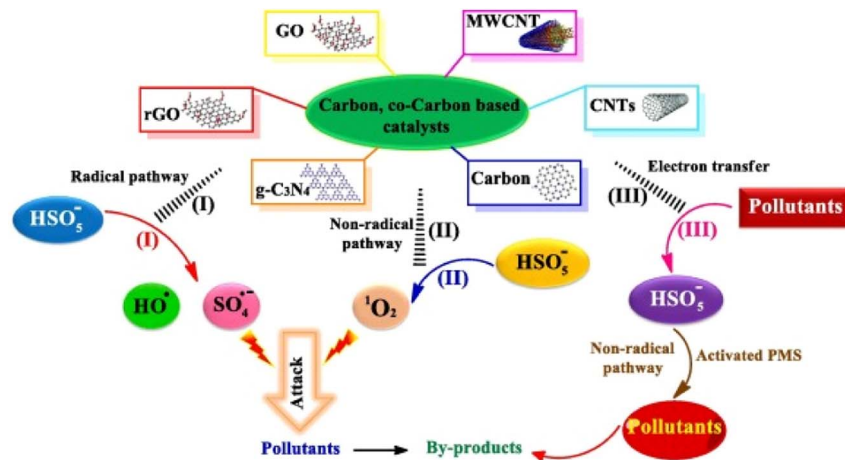 GO
MWCNT
rGO
Carbon, co-Carbon based
catalysts
CNTs
g-C₃N₄
Carbon
Radical pathway
(I)
Non-radical
pathway
(II)
Electron transfer
(III)
HSO₅⁻
(I)
(II)
HSO₅⁻
Pollutants
(III)
HO•
SO₄•⁻
¹O₂
HSO₅⁻
Attack
Non-radical
pathway
Activated PMS
Pollutants
Pollutants
By-products